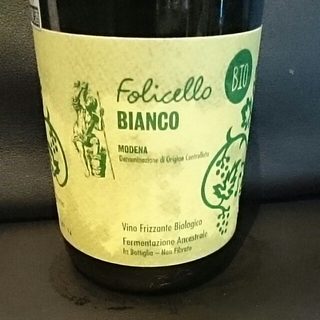 Folicello
BIO
BIANCO
MODENA
Denominazione di Origine Controllata
Vino Frizzante Biologico
Fermentazione Ancestrale
In Bottiglia - Non Filtrato